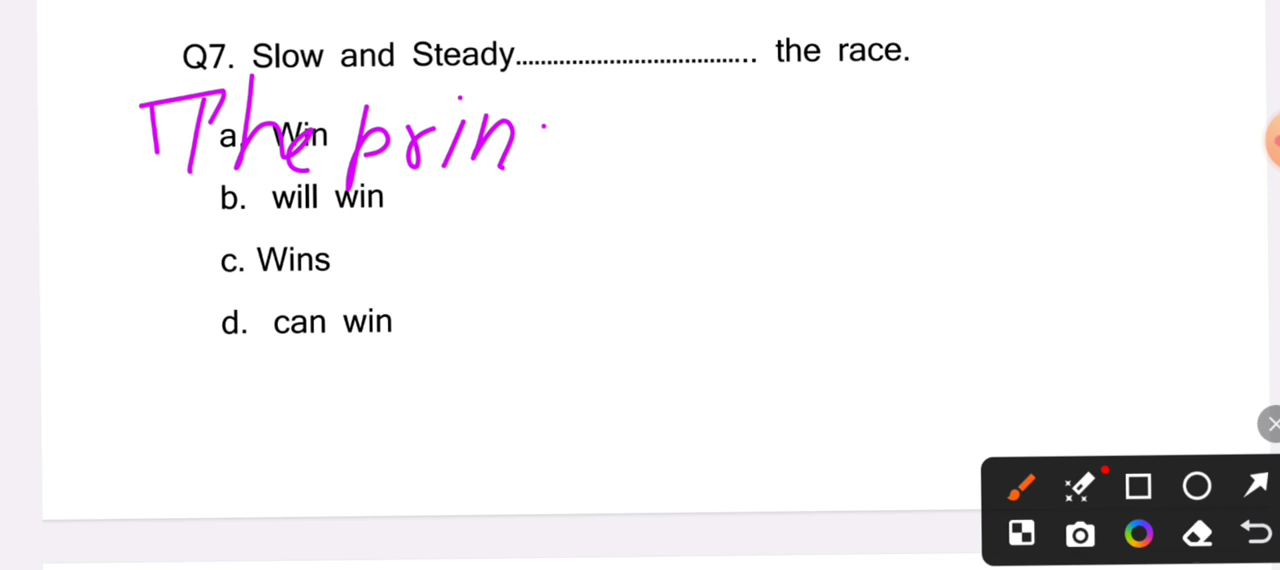 Q7. Slow and Steady........................................ the race.
The prin
a. Win
b. will win
c. Wins
d. can win